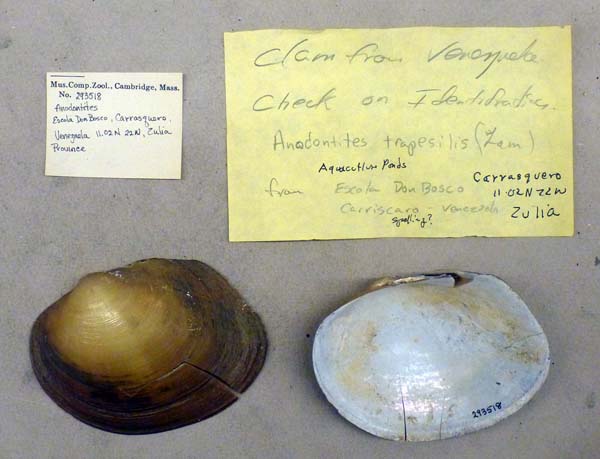 Mus.Comp.Zool., Cambridge, Mass.
No. 293518
Anodontites
Escola Don Bosco, Carrasquero,
Venezuela 11.02N 72W, Zulia
Province
Clam from Venezuela
Check on Identification
Anodontites trapesilis (Lam)
Aquaculture Ponds
from Escola Don Bosco
Carrasquero
11.02N 72W
Carriscaro - Venezuela
Zulia
spelling?
293518